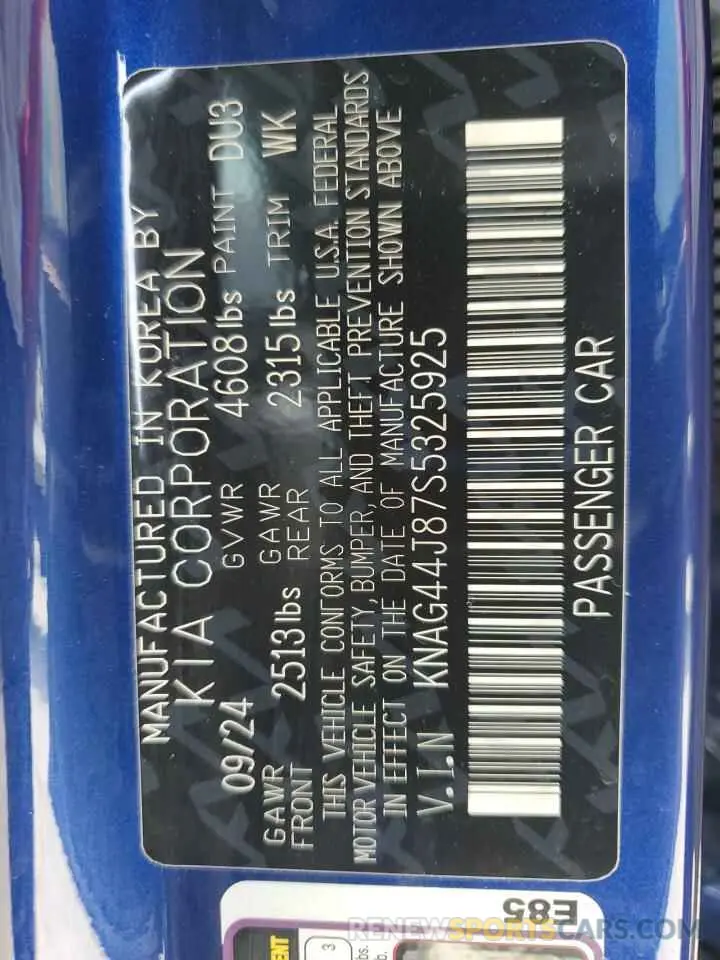 MANUFACTURED IN KOREA BY
KIA CORPORATION
09/24 GVWR 4608lbs PAINT DU3
GAWR FRONT 2513lbs GAWR REAR 2315lbs TRIM WK
THIS VEHICLE CONFORMS TO ALL APPLICABLE U.S.A. FEDERAL
MOTOR VEHICLE SAFETY, BUMPER, AND THEFT PREVENTION STANDARDS
IN EFFECT ON THE DATE OF MANUFACTURE SHOWN ABOVE
V.I.N KNAG44J87S5325925
PASSENGER CAR
E85
3
RENEWSPORTSCARS.COM